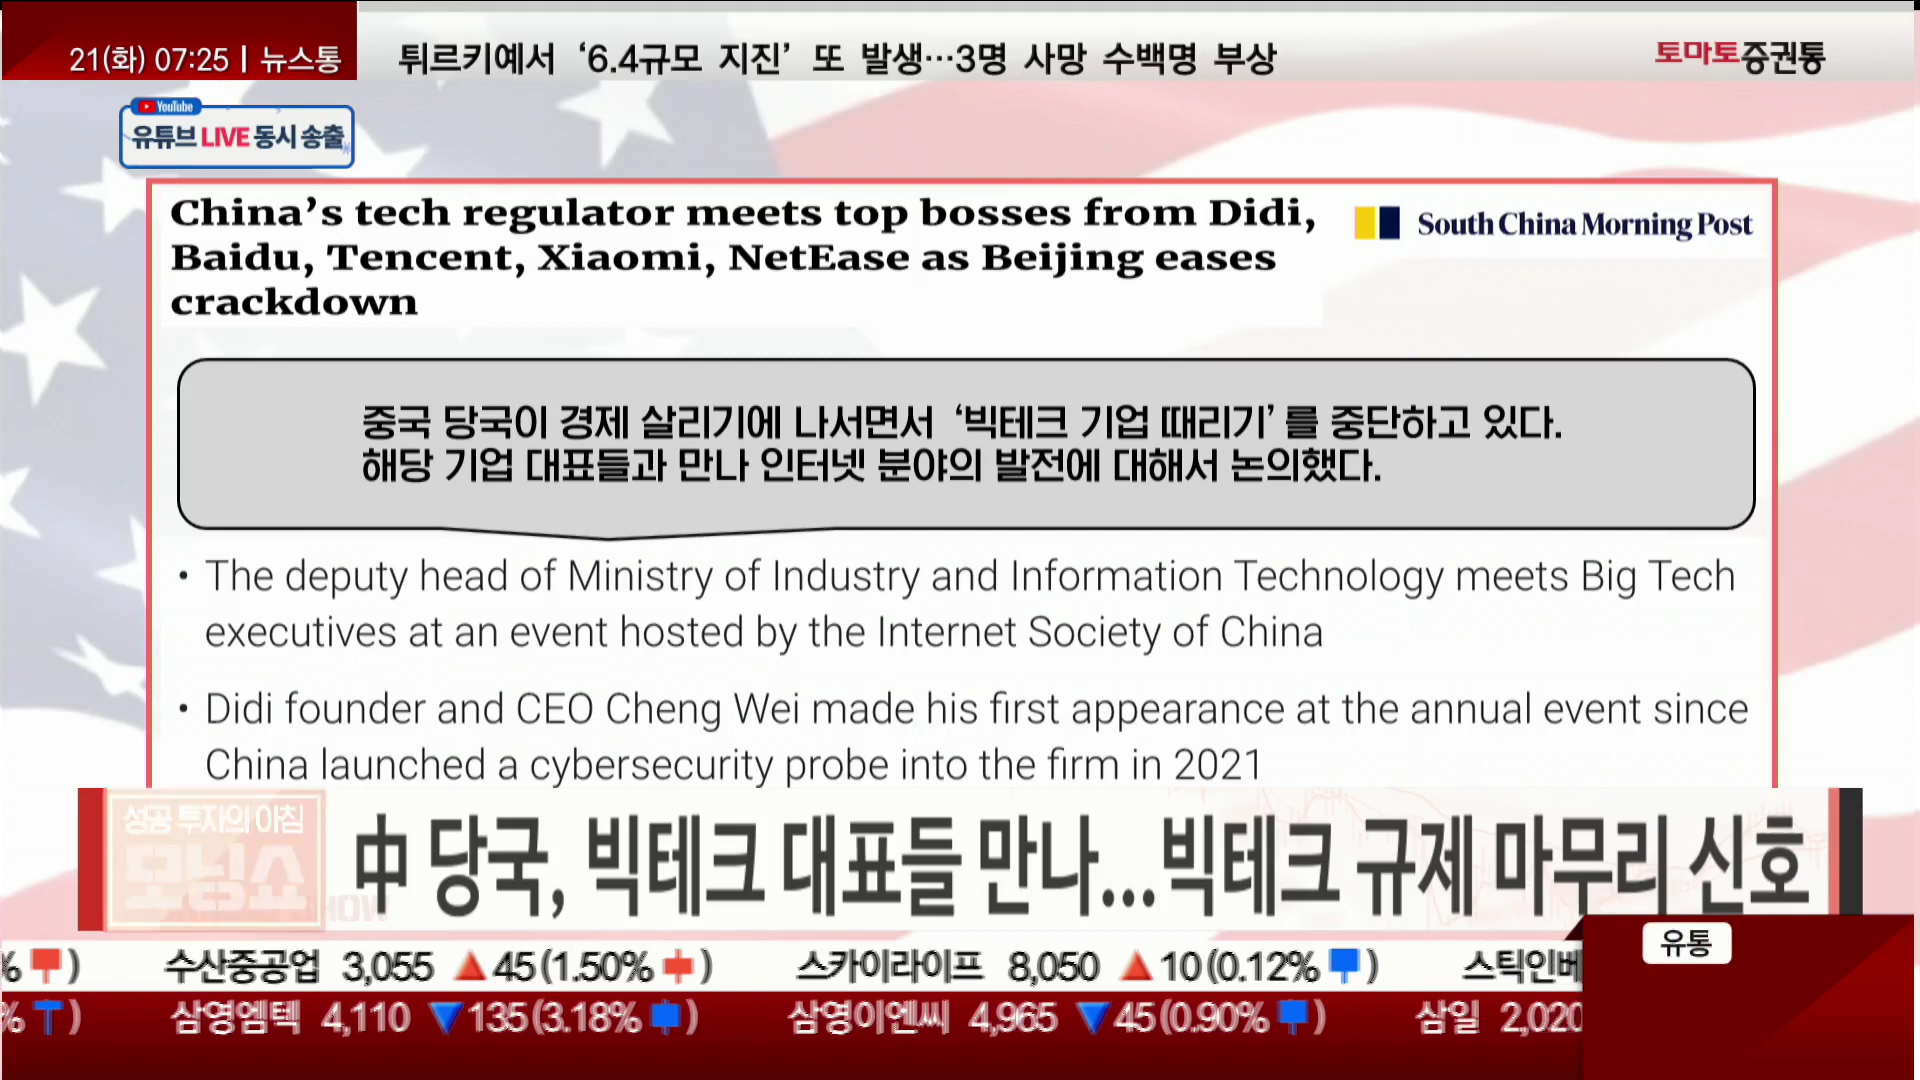 21(화) 07:25 | 뉴스통
튀르키예서 ‘6.4규모 지진’ 또 발생…3명 사망 수백명 부상
토마토증권통
YouTube
유튜브 LIVE 동시 송출
China’s tech regulator meets top bosses from Didi,
Baidu, Tencent, Xiaomi, NetEase as Beijing eases
crackdown
South China Morning Post
중국 당국이 경제 살리기에 나서면서 ‘빅테크 기업 때리기’를 중단하고 있다.
해당 기업 대표들과 만나 인터넷 분야의 발전에 대해서 논의했다.
• The deputy head of Ministry of Industry and Information Technology meets Big Tech
executives at an event hosted by the Internet Society of China
• Didi founder and CEO Cheng Wei made his first appearance at the annual event since
China launched a cybersecurity probe into the firm in 2021
성공 투자의 아침
모닝쇼
中 당국, 빅테크 대표들 만나...빅테크 규제 마무리 신호
유통
% ) 수산중공업 3,055 ▲45(1.50% ) 스카이라이프 8,050 ▲10(0.12% ) 스틱인베
% ) 삼영엠텍 4,110 ▼135(3.18% ) 삼영이엔씨 4,965 ▼45(0.90% ) 삼일 2,020